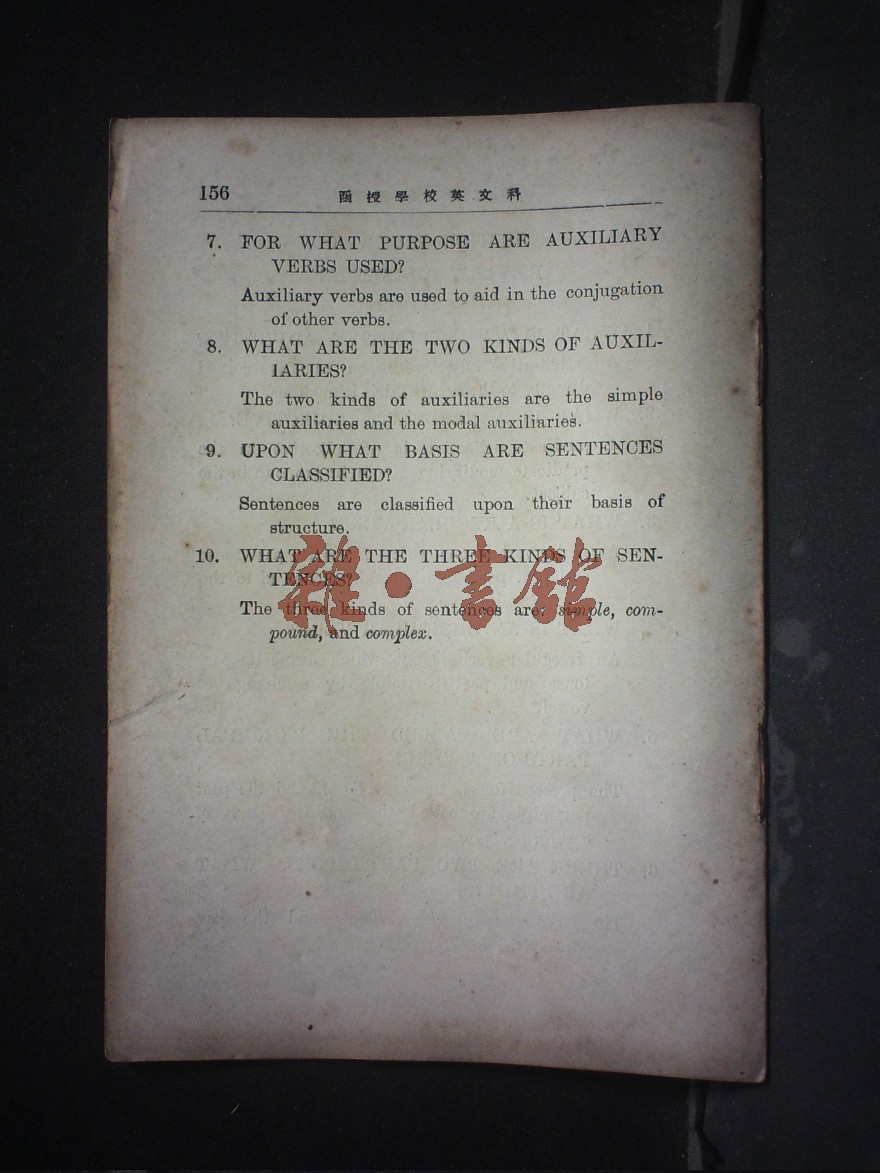 156 函授學校英文科
7. FOR WHAT PURPOSE ARE AUXILIARY
VERBS USED?
Auxiliary verbs are used to aid in the conjugation
of other verbs.
8. WHAT ARE THE TWO KINDS OF AUXIL-
IARIES?
The two kinds of auxiliaries are the simple
auxiliaries and the modal auxiliaries.
9. UPON WHAT BASIS ARE SENTENCES
CLASSIFIED?
Sentences are classified upon their basis of
structure.
10. WHAT ARE THE THREE KINDS OF SEN-
TENCES?
The three kinds of sentences are: simple, com-
pound, and complex.
雜·書館